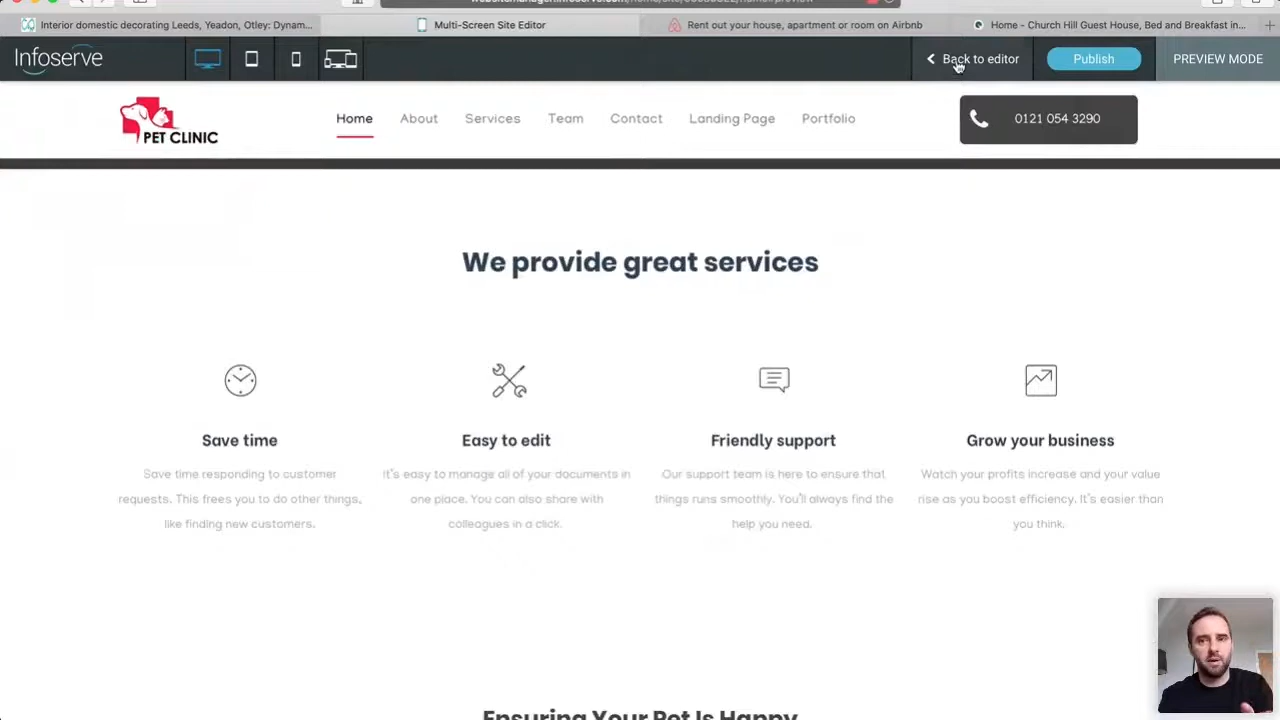 Interior domestic decorating Leeds, Yeadon, Otley: Dynam...
Multi-Screen Site Editor
Rent out your house, apartment or room on Airbnb
Home - Church Hill Guest House, Bed and Breakfast in...
Infoserve
Back to editor
Publish
PREVIEW MODE
PET CLINIC
Home
About
Services
Team
Contact
Landing Page
Portfolio
0121 054 3290
We provide great services
Save time
Save time responding to customer
requests. This frees you to do other things,
like finding new customers.
Easy to edit
It's easy to manage all of your documents in
one place. You can also share with
colleagues in a click.
Friendly support
Our support team is here to ensure that
things runs smoothly. You'll always find the
help you need.
Grow your business
Watch your profits increase and your value
rise as you boost efficiency. It's easier than
you think.
Ensuring Your Pet Is Happy